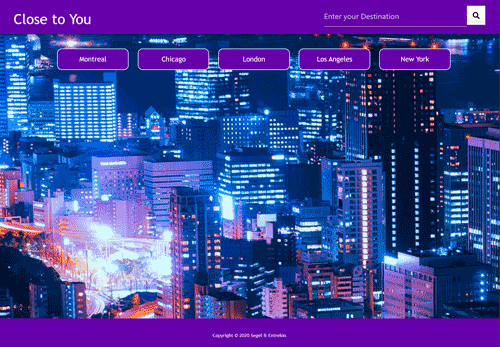 Close to You
Enter your Destination
Montreal
Chicago
London
Los Angeles
New York
Copyright © 2020 Segel & Entrekin